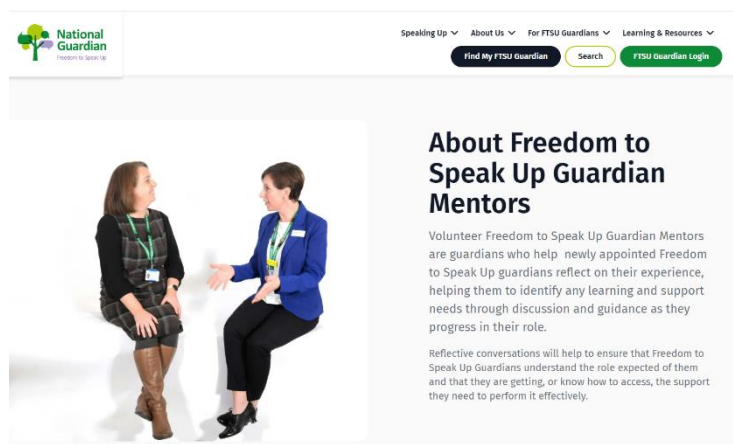 National
Guardian
Freedom to Speak Up
Speaking Up
About Us
For FTSU Guardians
Learning & Resources
Find My FTSU Guardian
Search
FTSU Guardian Login
About Freedom to
Speak Up Guardian
Mentors
Volunteer Freedom to Speak Up Guardian Mentors
are guardians who help newly appointed Freedom
to Speak Up guardians reflect on their experience,
helping them to identify any learning and support
needs through discussion and guidance as they
progress in their role.
Reflective conversations will help to ensure that Freedom to
Speak Up Guardians understand the role expected of them
and that they are getting, or know how to access, the support
they need to perform it effectively.